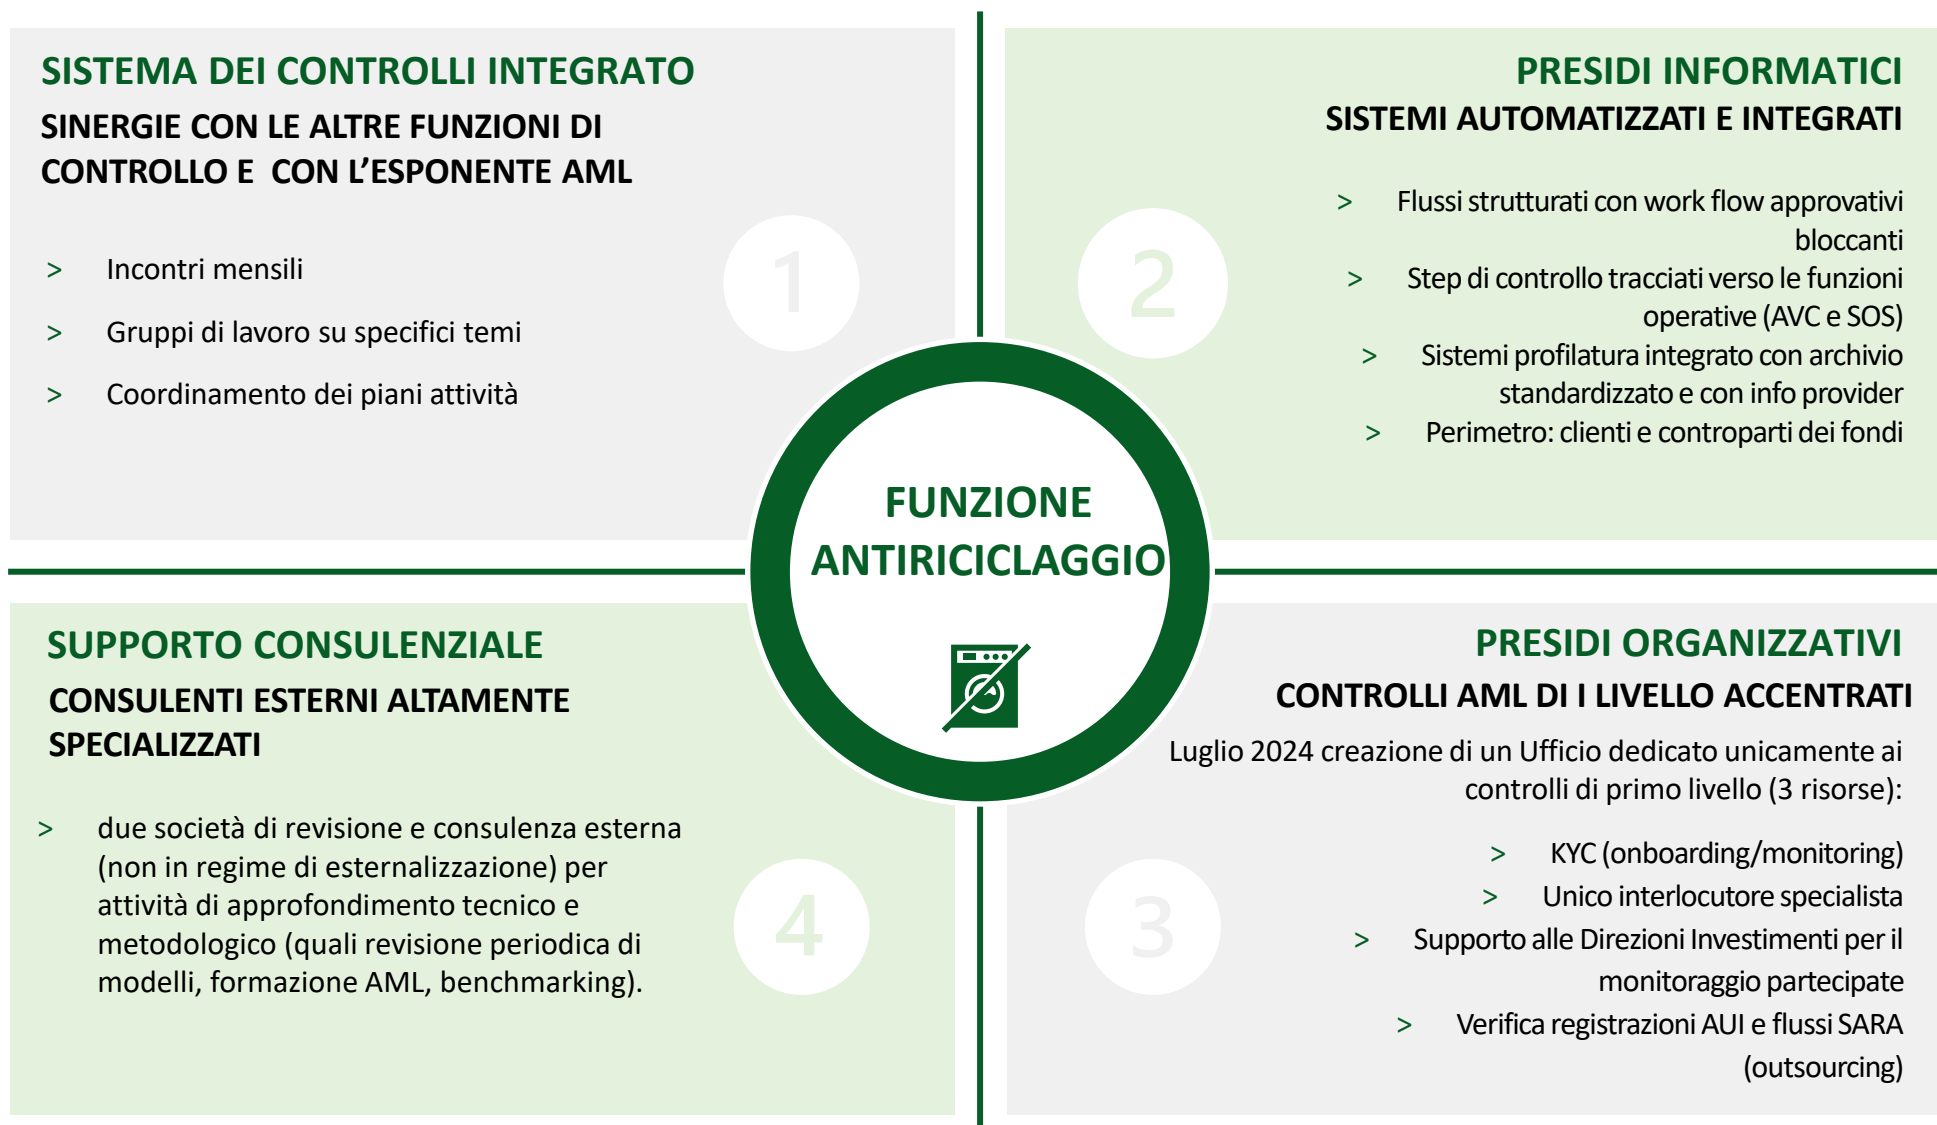 SISTEMA DEI CONTROLLI INTEGRATO
SINERGIE CON LE ALTRE FUNZIONI DI
CONTROLLO E CON L’ESPONENTE AML
> Incontri mensili
> Gruppi di lavoro su specifici temi
> Coordinamento dei piani attività
1
PRESIDI INFORMATICI
SISTEMI AUTOMATIZZATI E INTEGRATI
> Flussi strutturati con work flow approvativi
bloccanti
> Step di controllo tracciati verso le funzioni
operative (AVC e SOS)
> Sistemi profilatura integrato con archivio
standardizzato e con info provider
> Perimetro: clienti e controparti dei fondi
2
FUNZIONE
ANTIRICICLAGGIO
SUPPORTO CONSULENZIALE
CONSULENTI ESTERNI ALTAMENTE
SPECIALIZZATI
> due società di revisione e consulenza esterna
(non in regime di esternalizzazione) per
attività di approfondimento tecnico e
metodologico (quali revisione periodica di
modelli, formazione AML, benchmarking).
4
PRESIDI ORGANIZZATIVI
CONTROLLI AML DI I LIVELLO ACCENTRATI
Luglio 2024 creazione di un Ufficio dedicato unicamente ai
controlli di primo livello (3 risorse):
> KYC (onboarding/monitoring)
> Unico interlocutore specialista
> Supporto alle Direzioni Investimenti per il
monitoraggio partecipate
> Verifica registrazioni AUI e flussi SARA
(outsourcing)
3